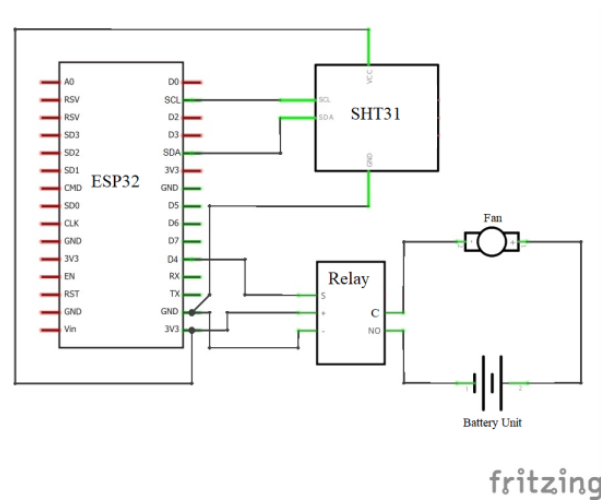 VCC
A0
RSV
RSV
SD3
SD2
SD1
CMD
SD0
CLK
GND
3V3
EN
RST
GND
Vin
ESP32
D0
SCL
D2
D3
SDA
3V3
GND
D5
D6
D7
D4
RX
TX
GND
3V3
SCL
SDA
SHT31
GND
Relay
S
+
-
C
NO
Fan
- +
1 2
Battery Unit
fritzing